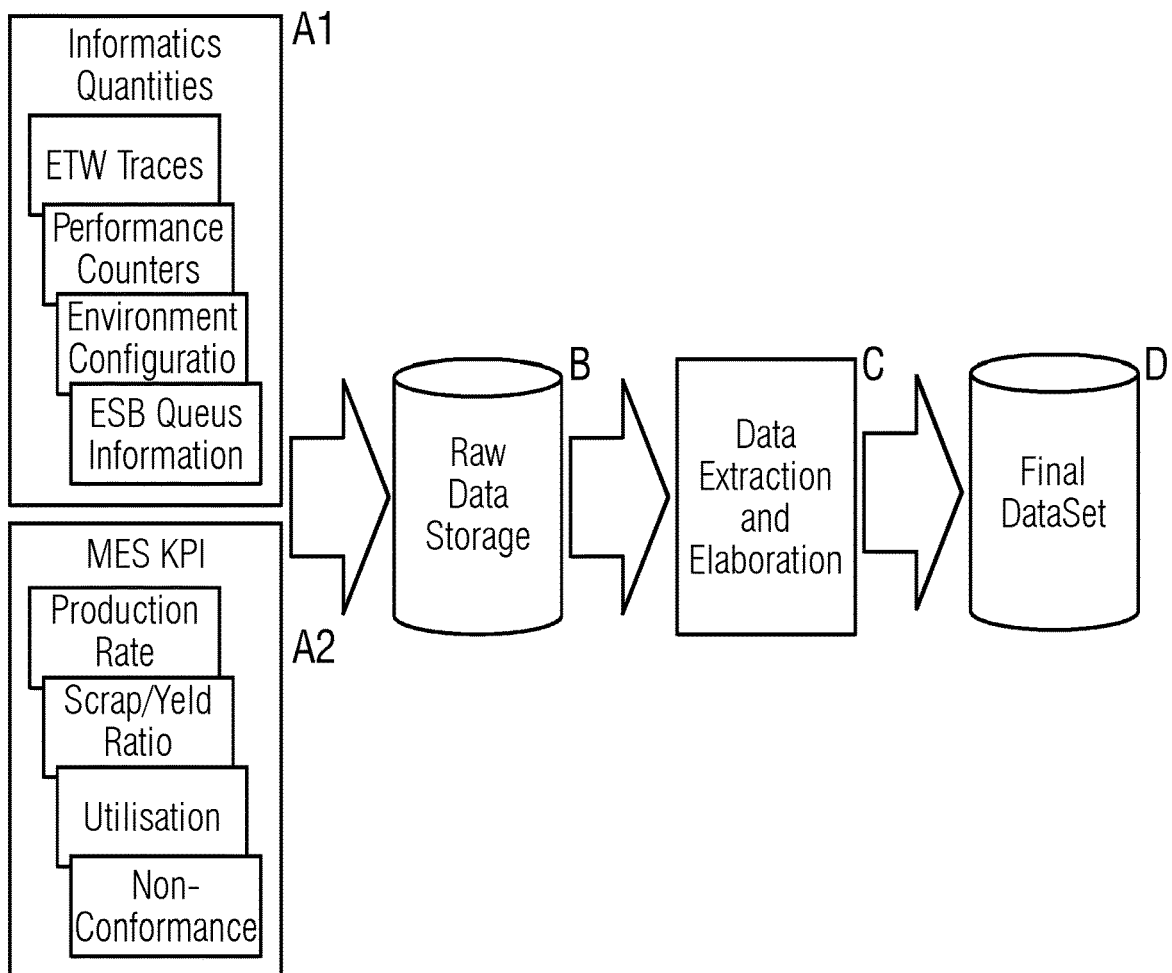 A1
Informatics
Quantities
ETW Traces
Performance
Counters
Environment
Configuratio
ESB Queus
Information
MES KPI
A2
Production
Rate
Scrap/Yeld
Ratio
Utilisation
Non-
Conformance
B
Raw
Data
Storage
C
Data
Extraction
and
Elaboration
D
Final
DataSet